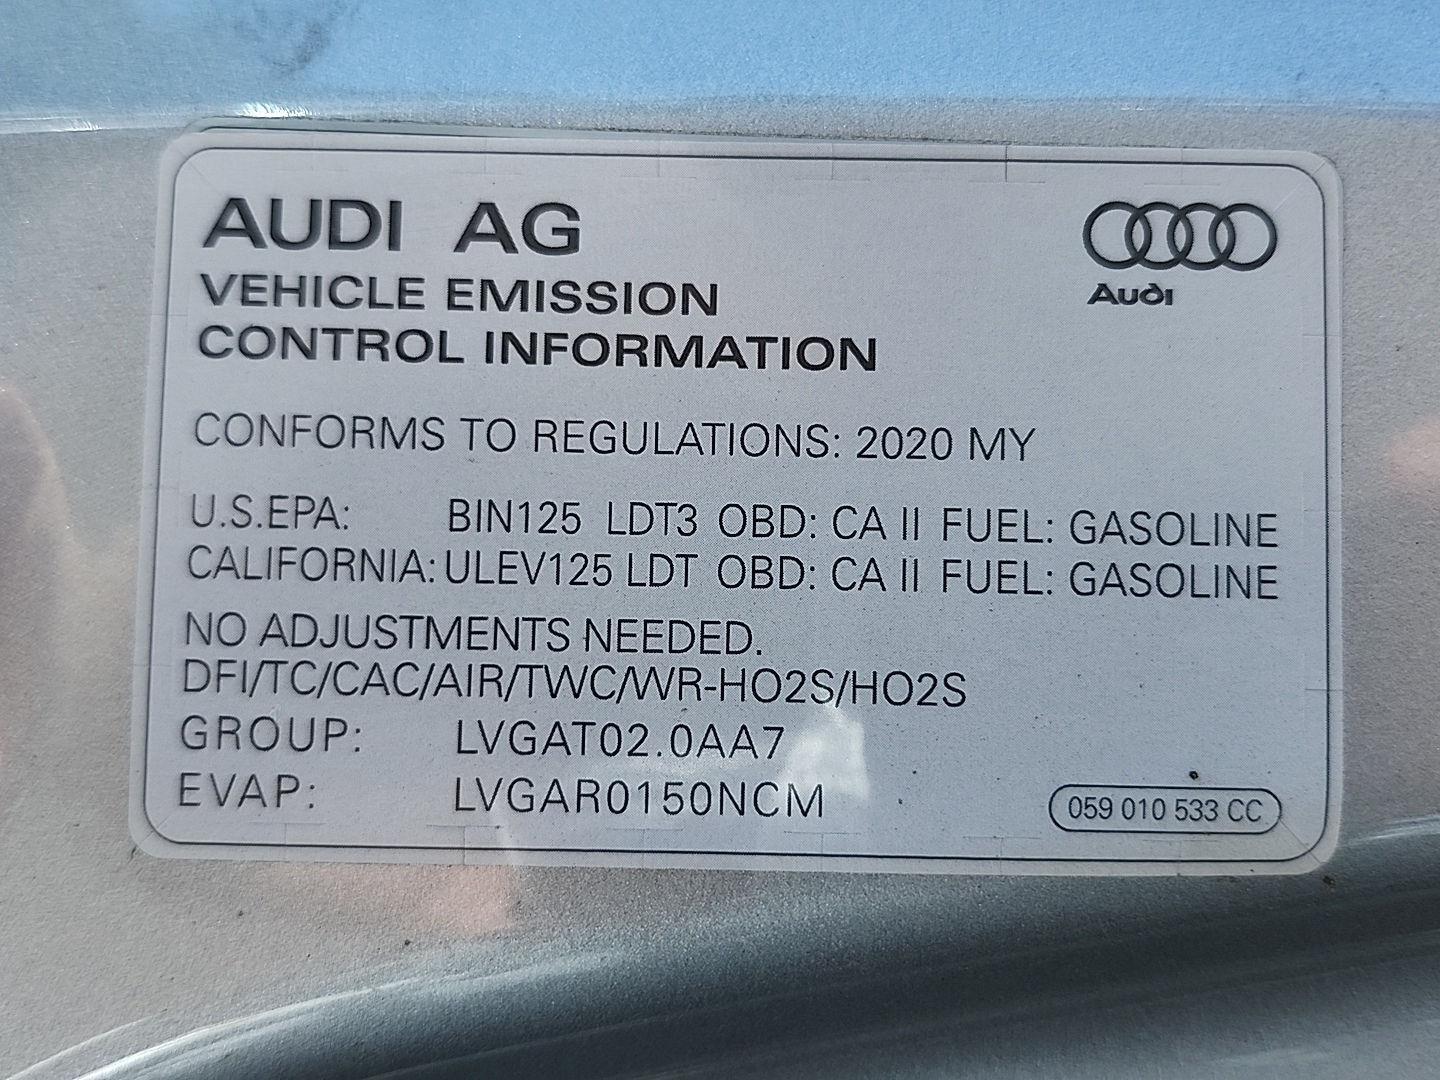 AUDI AG
Audi
VEHICLE EMISSION
CONTROL INFORMATION
CONFORMS TO REGULATIONS: 2020 MY
U.S.EPA: BIN125 LDT3 OBD: CA II FUEL: GASOLINE
CALIFORNIA: ULEV125 LDT OBD: CA II FUEL: GASOLINE
NO ADJUSTMENTS NEEDED.
DFI/TC/CAC/AIR/TWC/WR-HO2S/HO2S
GROUP: LVGAT02.0AA7
EVAP: LVGAR0150NCM
059 010 533 CC